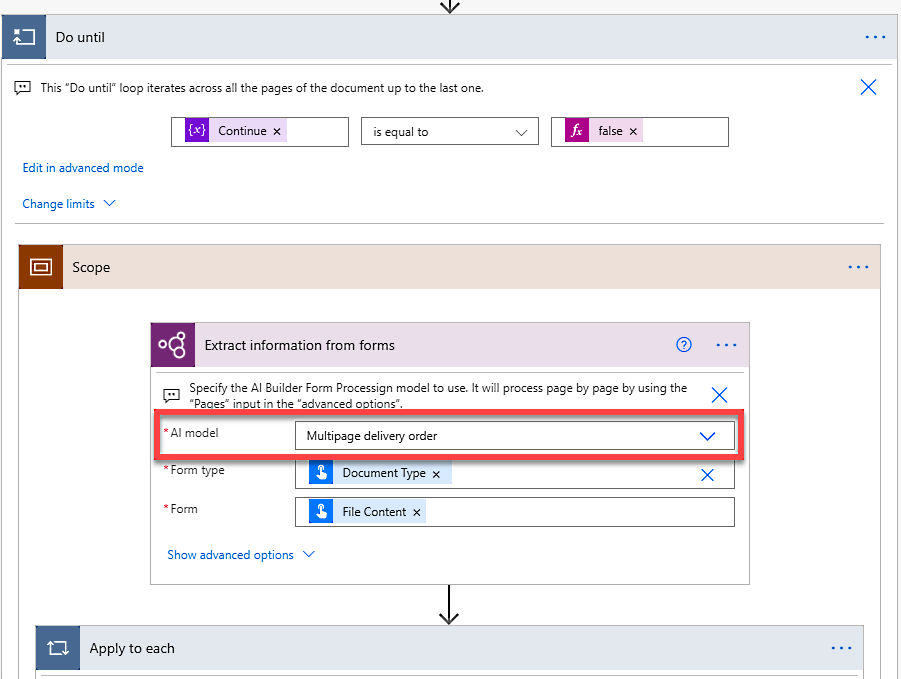 Do until
This “Do until” loop iterates across all the pages of the document up to the last one.
{x} Continue × is equal to fx false ×
Edit in advanced mode
Change limits
Scope
Extract information from forms
Specify the AI Builder Form Processign model to use. It will process page by page by using the
“Pages” input in the “advanced options”.
* AI model Multipage delivery order
* Form type Document Type ×
* Form File Content ×
Show advanced options
Apply to each